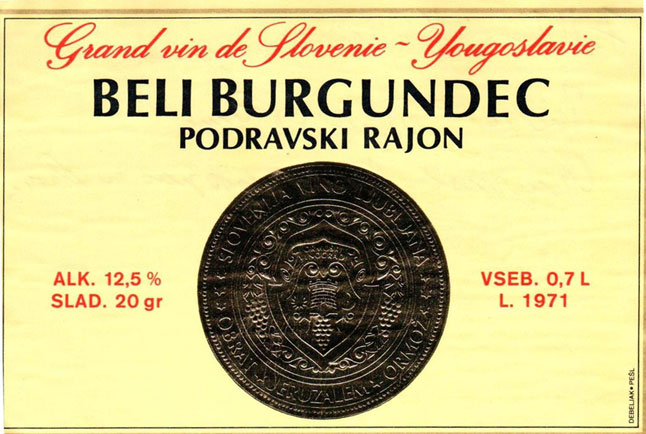 Grand vin de Slovenie ~ Yougoslavie
BELI BURGUNDEC
PODRAVSKI RAJON
SLOVENIJA VINO LJUBLJANA
ALK. 12,5 %
SLAD. 20 gr
VSEB. 0,7 L
L. 1971
OBRAT JERUZALEM ORMOŽ
DEBELJAK • PEŠL